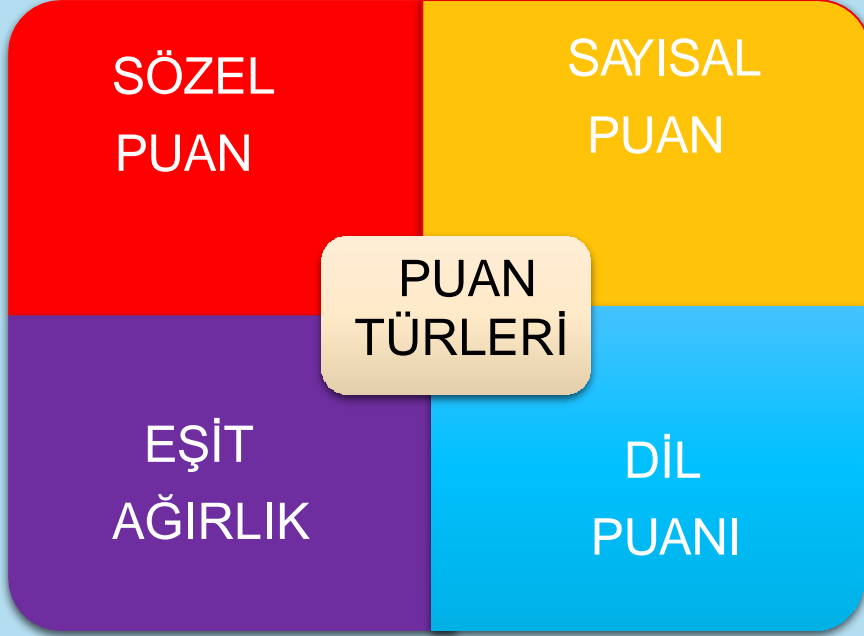 SÖZEL
PUAN
SAYISAL
PUAN
PUAN
TÜRLERİ
EŞİT
AĞIRLIK
DİL
PUANI